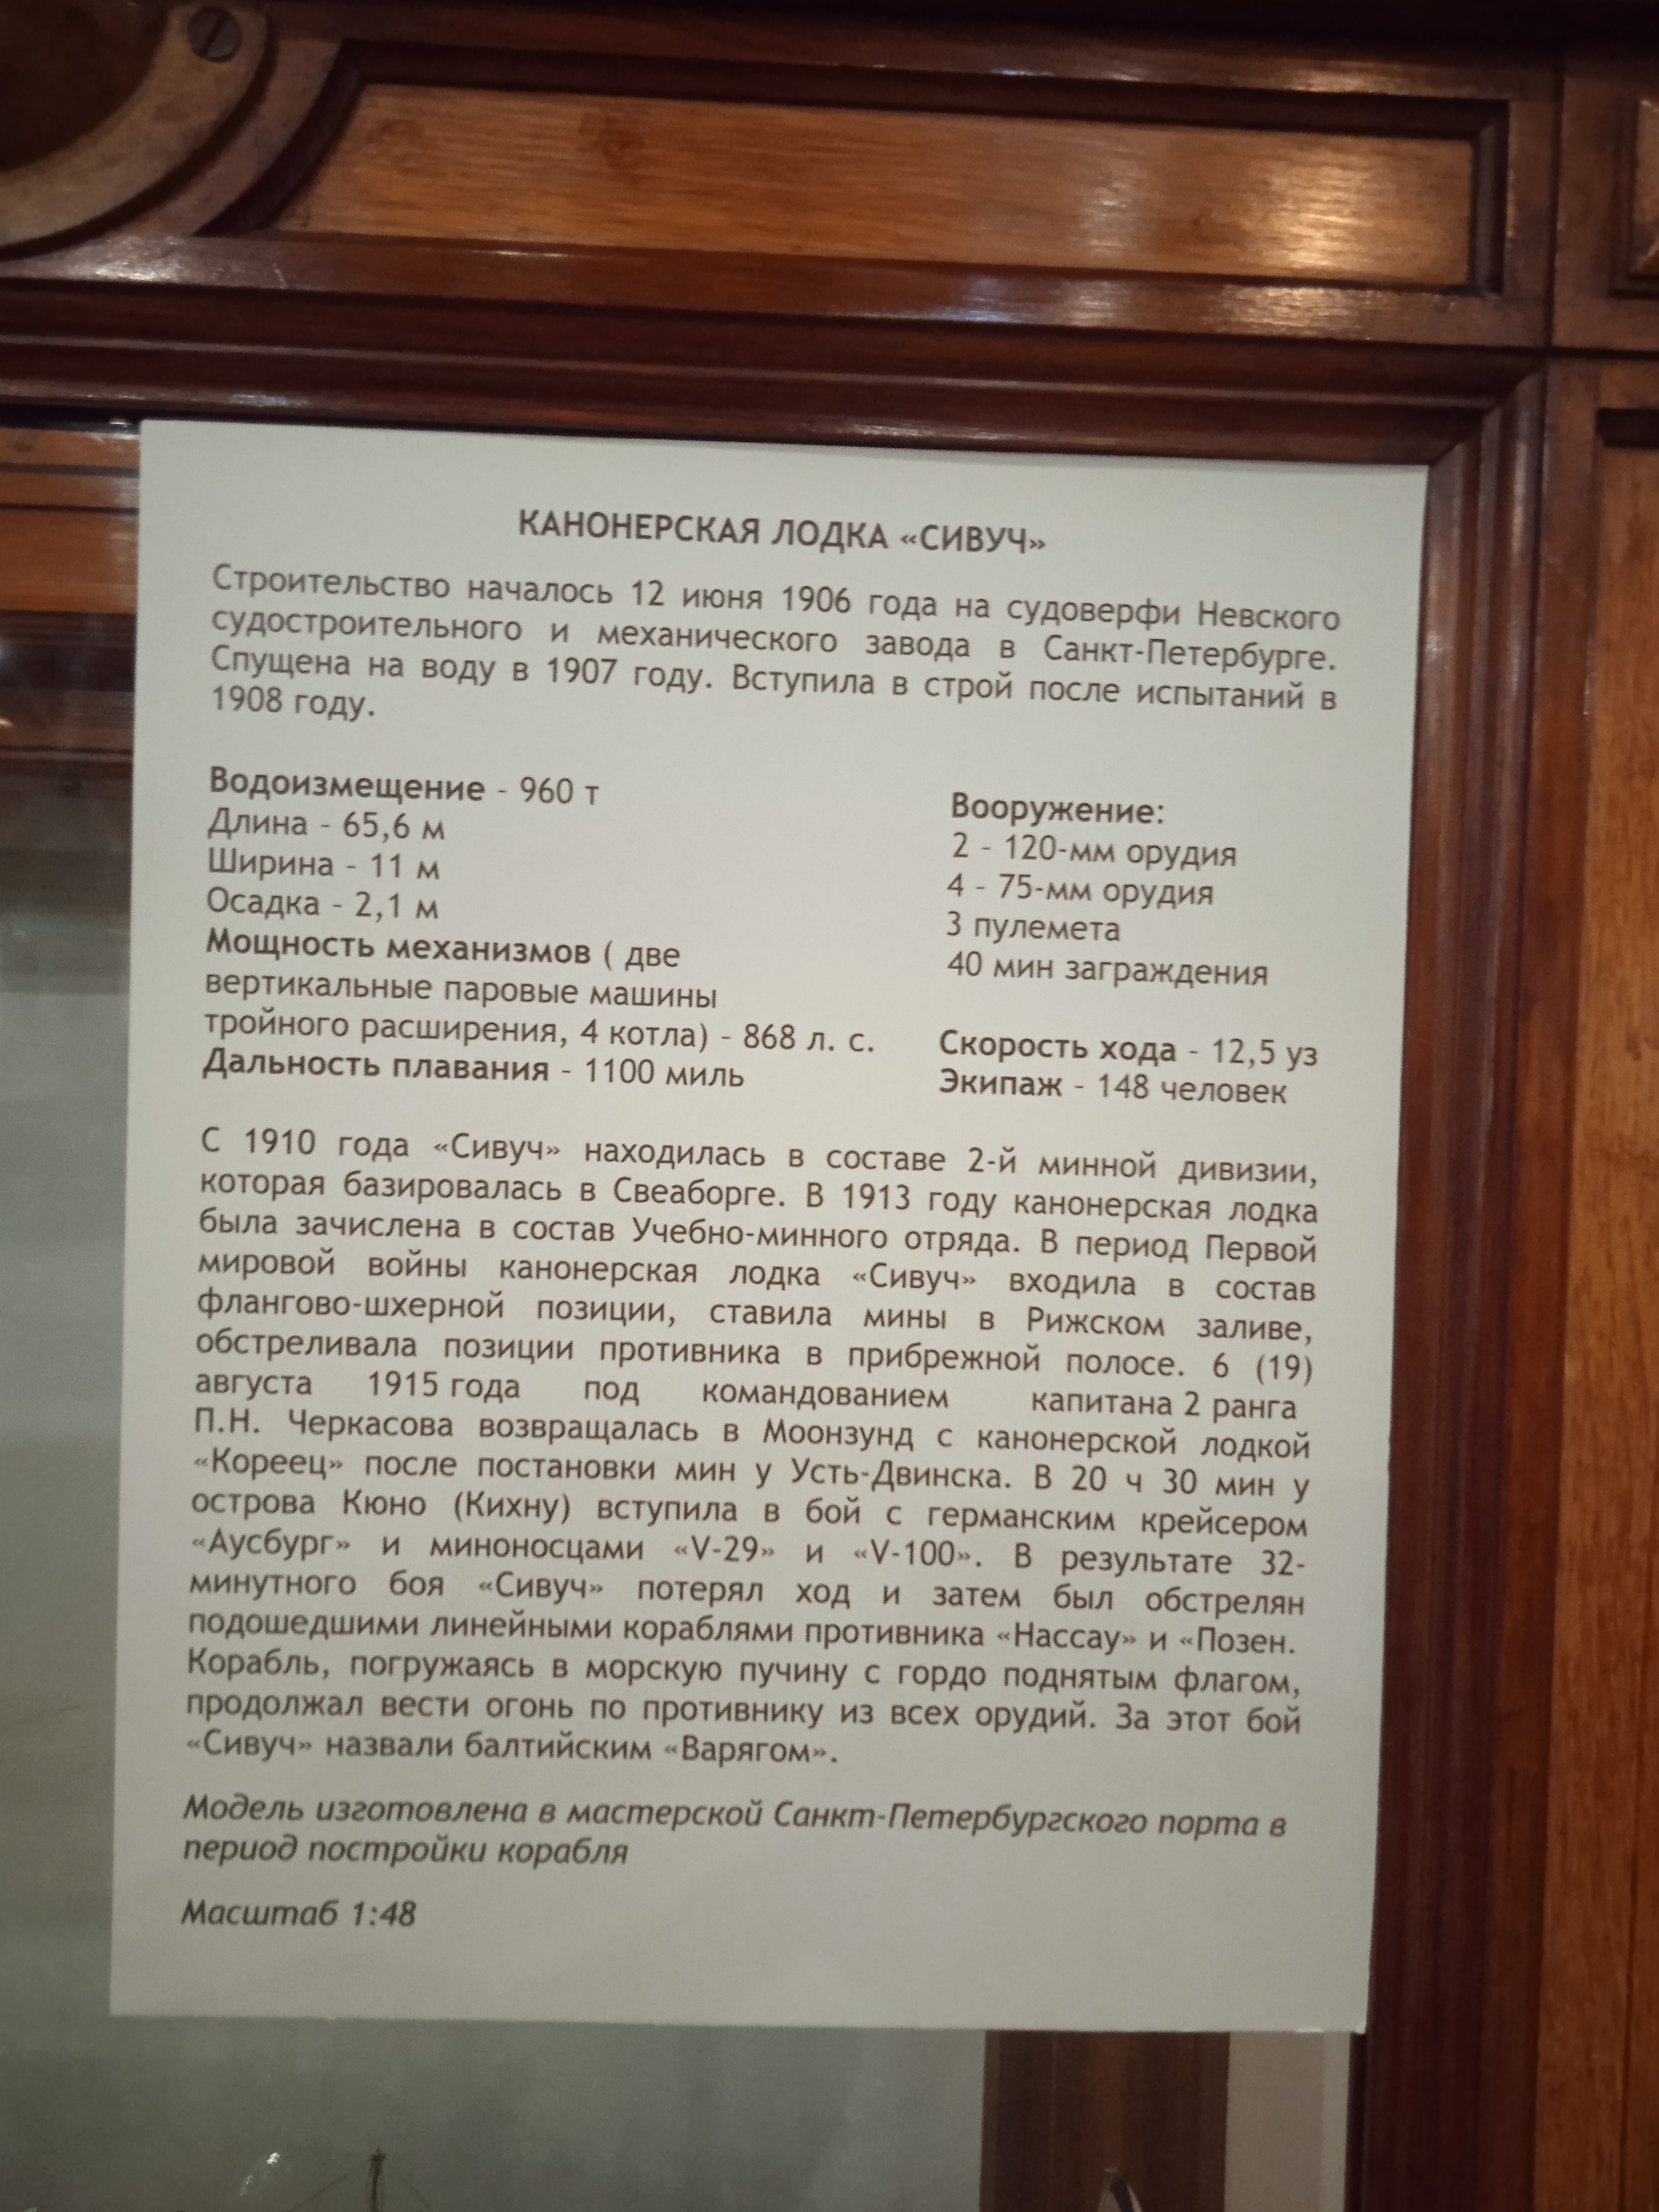 КАНОНЕРСКАЯ ЛОДКА «СИВУЧ»
Строительство началось 12 июня 1906 года на судоверфи Невского
судостроительного и механического завода в Санкт-Петербурге.
Спущена на воду в 1907 году. Вступила в строй после испытаний в
1908 году.
Водоизмещение - 960 т
Длина - 65,6 м
Ширина - 11 м
Осадка - 2,1 м
Мощность механизмов ( две
вертикальные паровые машины
тройного расширения, 4 котла) - 868 л. с.
Дальность плавания - 1100 миль
Вооружение:
2 - 120-мм орудия
4 - 75-мм орудия
3 пулемета
40 мин заграждения
Скорость хода - 12,5 уз
Экипаж - 148 человек
С 1910 года «Сивуч» находилась в составе 2-й минной дивизии,
которая базировалась в Свеаборге. В 1913 году канонерская лодка
была зачислена в состав Учебно-минного отряда. В период Первой
мировой войны канонерская лодка «Сивуч» входила в состав
флангово-шхерной позиции, ставила мины в Рижском заливе,
обстреливала позиции противника в прибрежной полосе. 6 (19)
августа 1915 года под командованием капитана 2 ранга
П.Н. Черкасова возвращалась в Моонзунд с канонерской лодкой
«Кореец» после постановки мин у Усть-Двинска. В 20 ч 30 мин у
острова Кюно (Кихну) вступила в бой с германским крейсером
«Аусбург» и миноносцами «V-29» и «V-100». В результате 32-
минутного боя «Сивуч» потерял ход и затем был обстрелян
подошедшими линейными кораблями противника «Нассау» и «Позен.
Корабль, погружаясь в морскую пучину с гордо поднятым флагом,
продолжал вести огонь по противнику из всех орудий. За этот бой
«Сивуч» назвали балтийским «Варягом».
Модель изготовлена в мастерской Санкт-Петербургского порта в
период постройки корабля
Масштаб 1:48